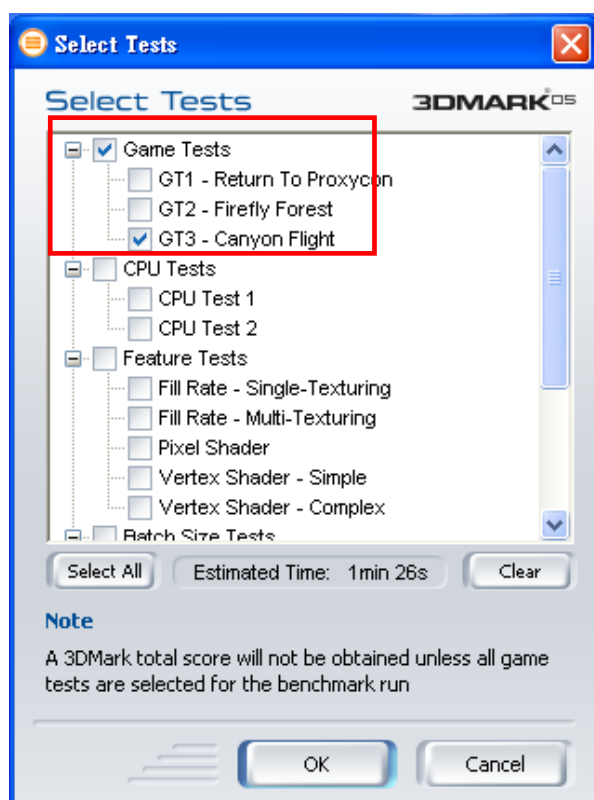 Select Tests
Select Tests 3DMARK®05
Game Tests
GT1 - Return To Proxycon
GT2 - Firefly Forest
GT3 - Canyon Flight
CPU Tests
CPU Test 1
CPU Test 2
Feature Tests
Fill Rate - Single-Texturing
Fill Rate - Multi-Texturing
Pixel Shader
Vertex Shader - Simple
Vertex Shader - Complex
Batch Size Tests
Select All Estimated Time: 1min 26s Clear
Note
A 3DMark total score will not be obtained unless all game
tests are selected for the benchmark run
OK Cancel